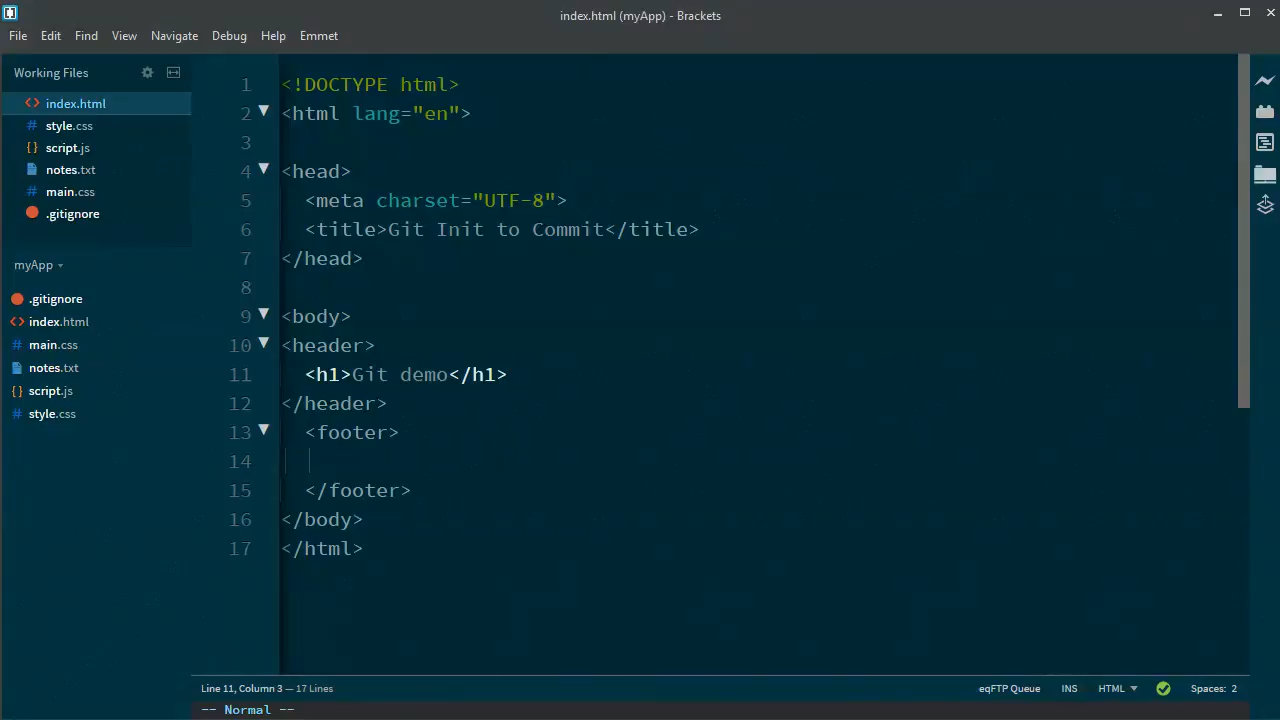 index.html (myApp) - Brackets
File Edit Find View Navigate Debug Help Emmet
Working Files
index.html
style.css
script.js
notes.txt
main.css
.gitignore
myApp
.gitignore
index.html
main.css
notes.txt
script.js
style.css
1 <!DOCTYPE html>
2 <html lang="en">
3
4 <head>
5 <meta charset="UTF-8">
6 <title>Git Init to Commit</title>
7 </head>
8
9 <body>
10 <header>
11 <h1>Git demo</h1>
12 </header>
13 <footer>
14
15 </footer>
16 </body>
17 </html>
Line 11, Column 3 — 17 Lines eqFTP Queue INS HTML Spaces: 2
-- Normal --